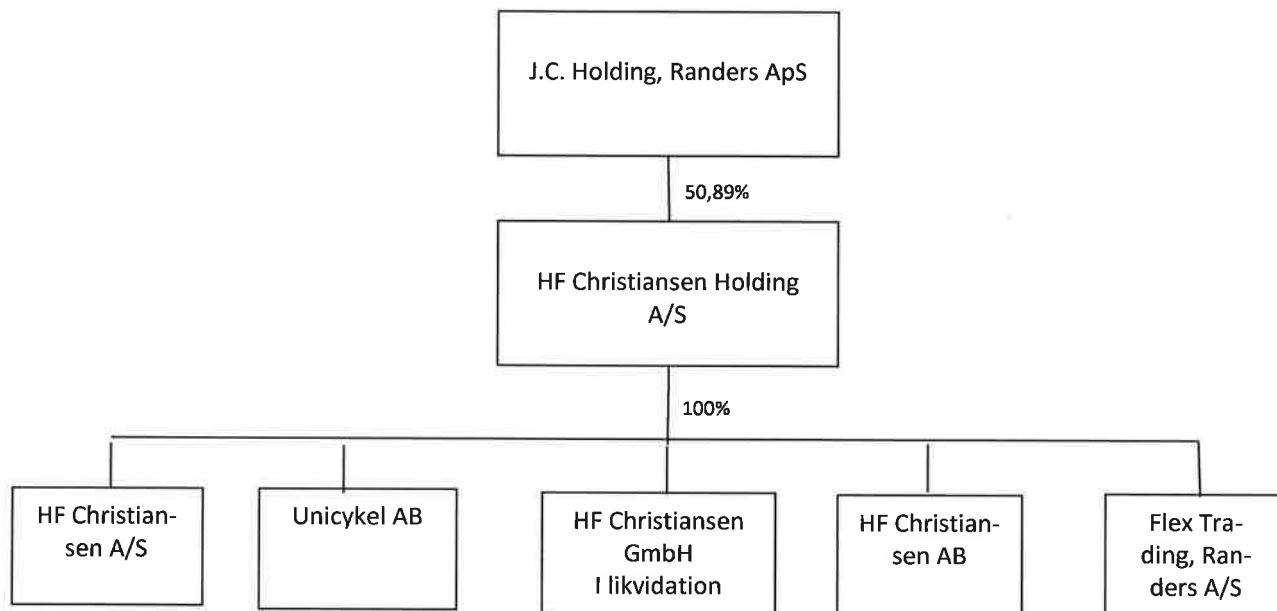 J.C. Holding, Randers ApS
50,89%
HF Christiansen Holding
A/S
100%
HF Christian-
sen A/S
Unicykel AB
HF Christiansen
GmbH
I likvidation
HF Christian-
sen AB
Flex Tra-
ding, Ran-
ders A/S